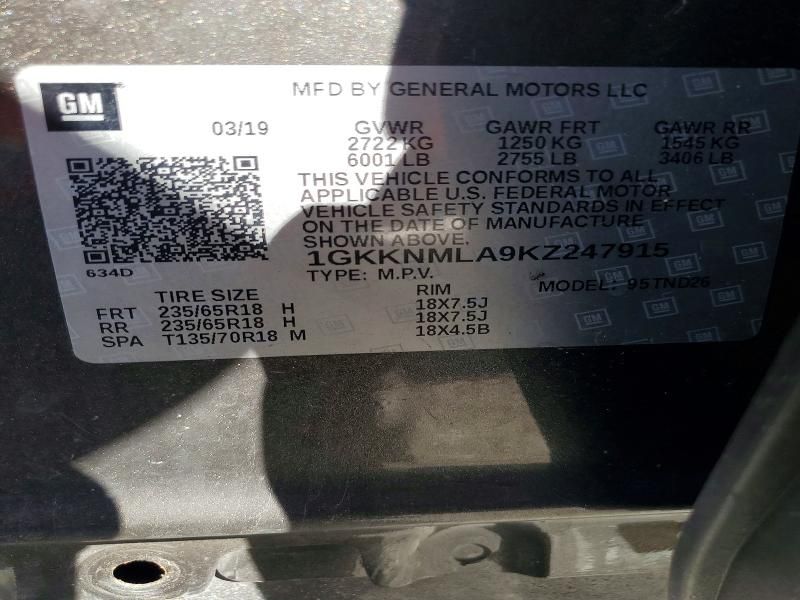 GM
MFD BY GENERAL MOTORS LLC
03/19 GVWR GAWR FRT GAWR RR
2722 KG 1250 KG 1545 KG
6001 LB 2755 LB 3406 LB
THIS VEHICLE CONFORMS TO ALL
APPLICABLE U.S. FEDERAL MOTOR
VEHICLE SAFETY STANDARDS IN EFFECT
ON THE DATE OF MANUFACTURE
SHOWN ABOVE.
1GKKNMLA9KZ247915
634D
TYPE: M.P.V. MODEL: 95TND26
TIRE SIZE RIM
FRT 235/65R18 H 18X7.5J
RR 235/65R18 H 18X7.5J
SPA T135/70R18 M 18X4.5B